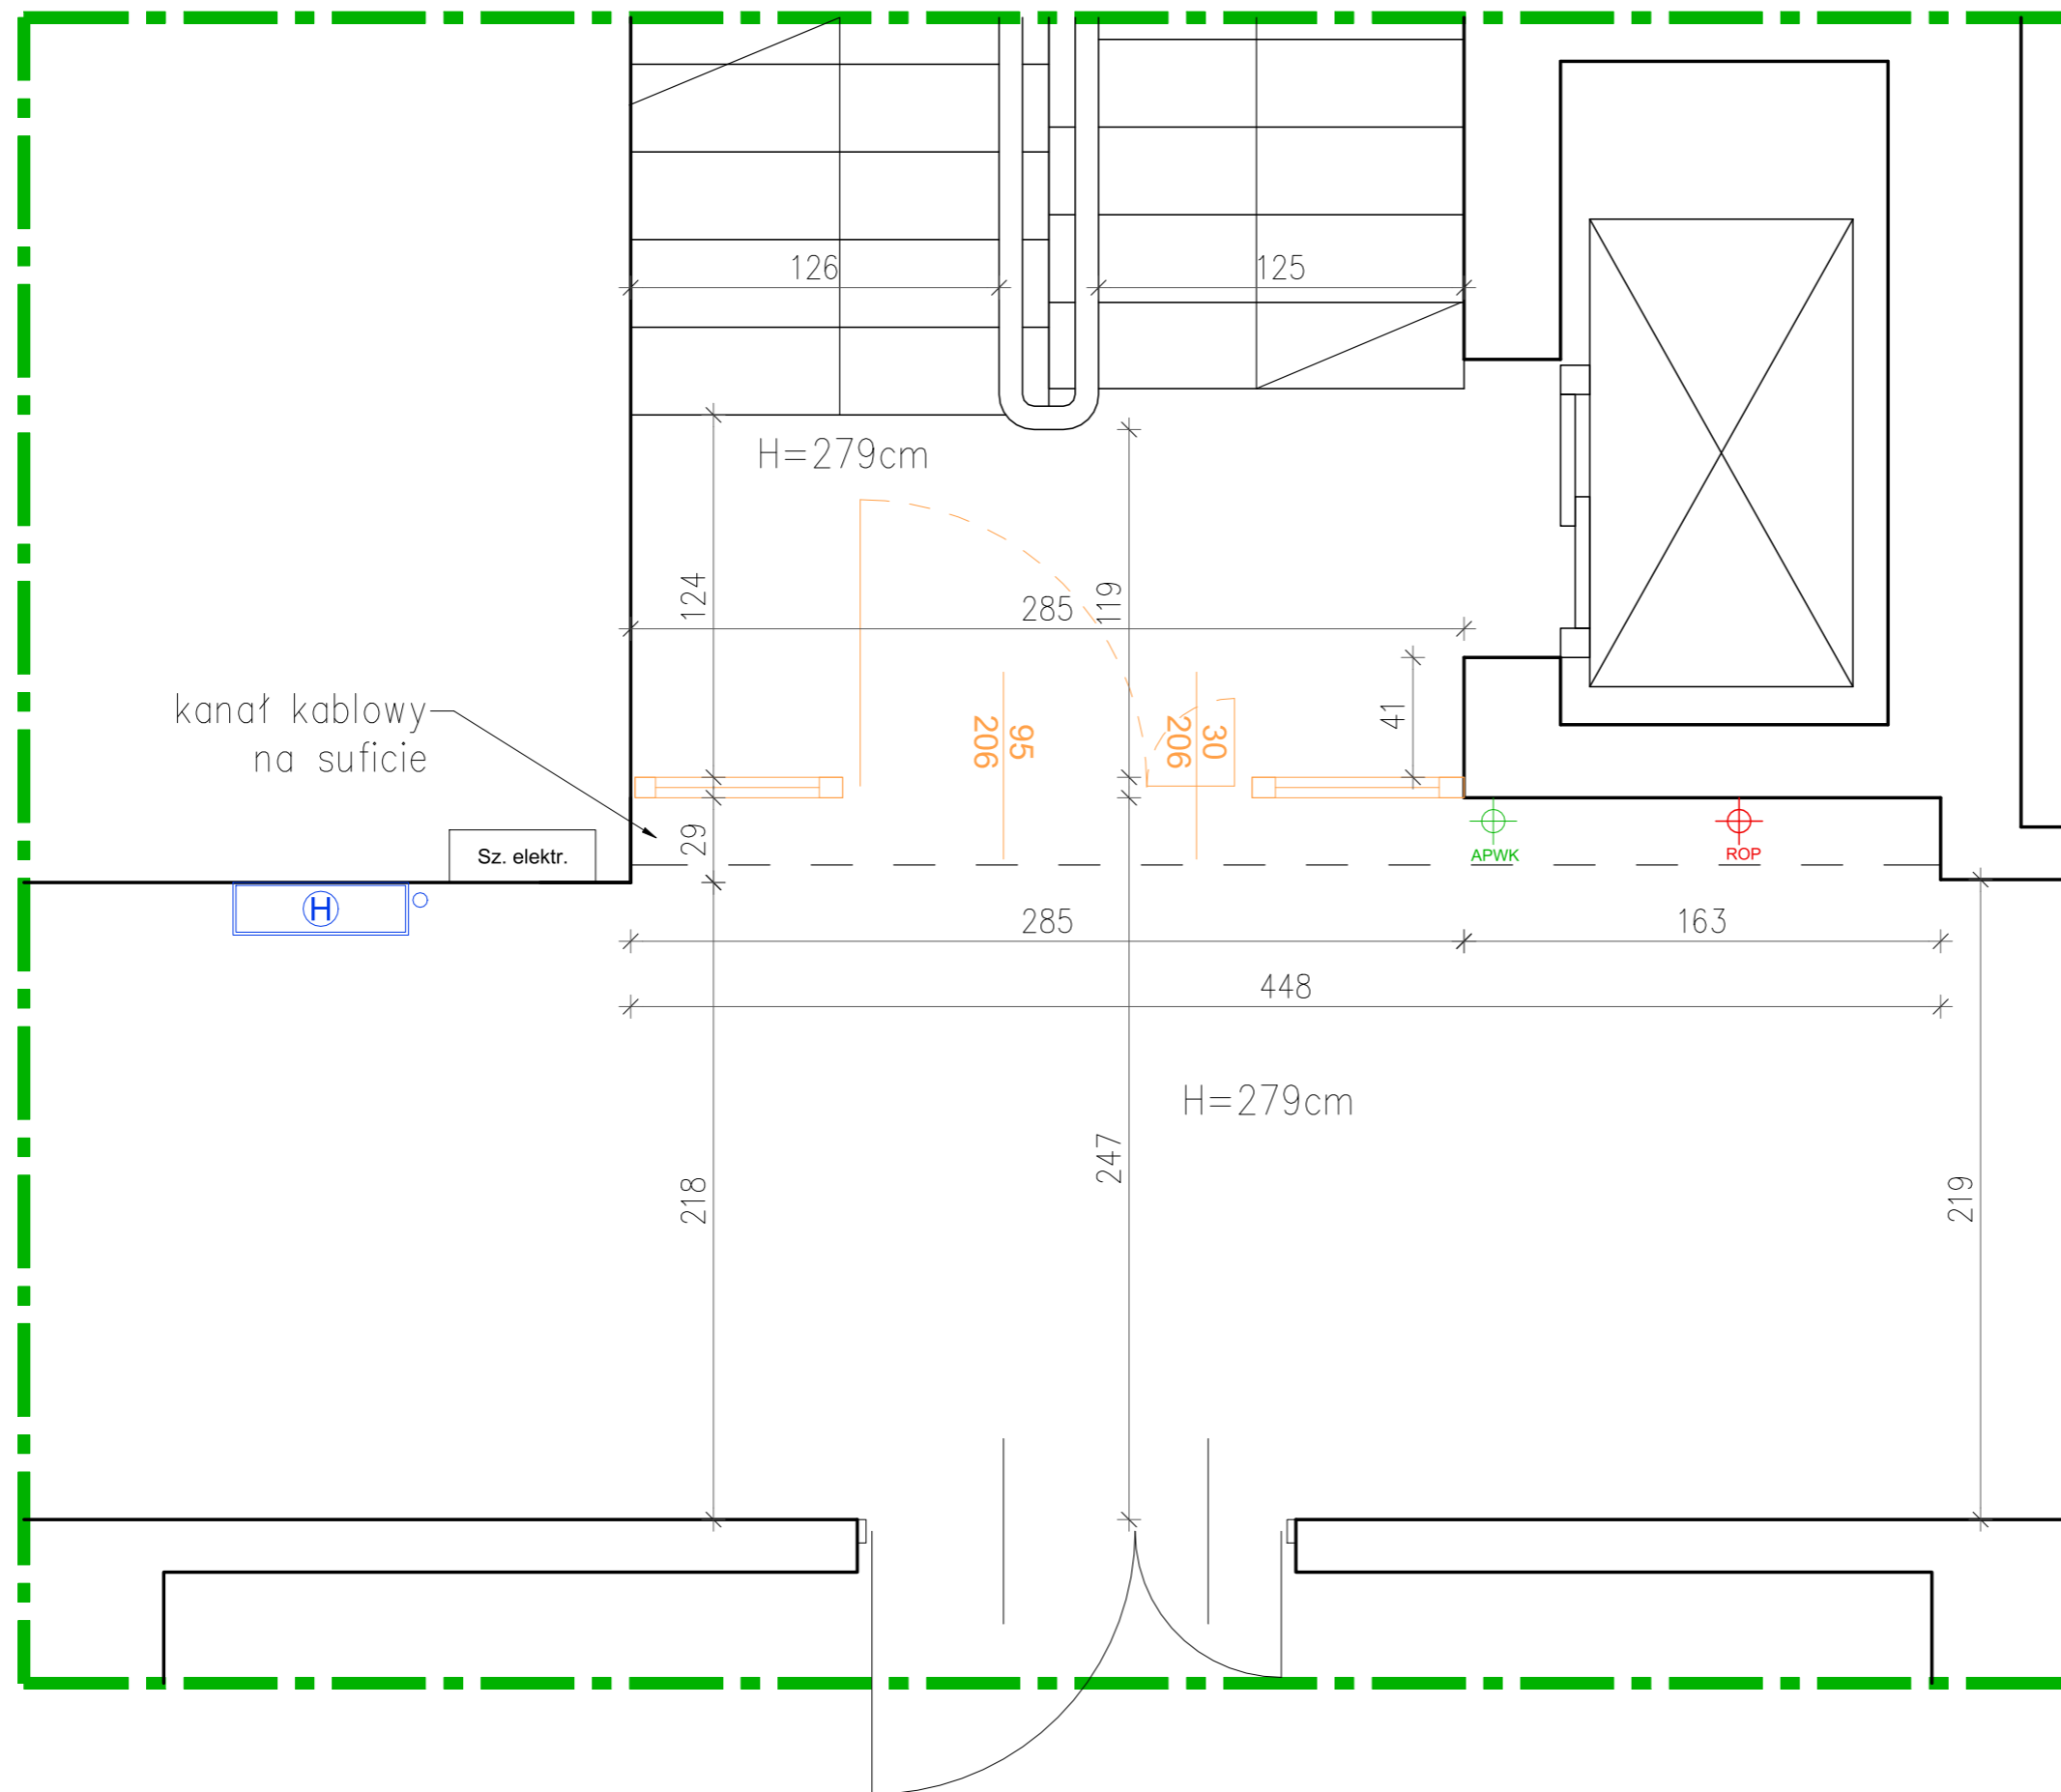 126
125
H=279cm
124
119
285
41
kanał kablowy
na suficie
95
206
30
206
29
Sz. elektr.
APWK
ROP
H
285
163
448
H=279cm
247
218
219